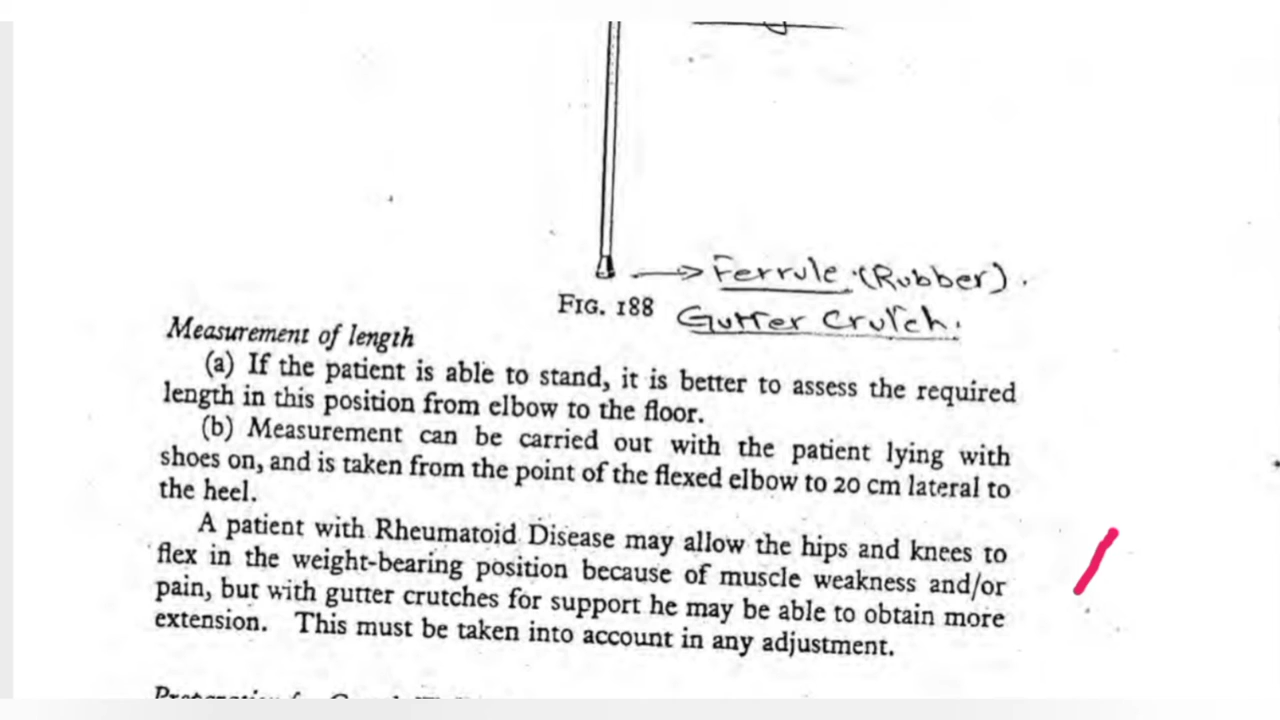 Ferrule (Rubber).
FIG. 188 Gutter Crutch.
Measurement of length
(a) If the patient is able to stand, it is better to assess the required
length in this position from elbow to the floor.
(b) Measurement can be carried out with the patient lying with
shoes on, and is taken from the point of the flexed elbow to 20 cm lateral to
the heel.
A patient with Rheumatoid Disease may allow the hips and knees to
flex in the weight-bearing position because of muscle weakness and/or
pain, but with gutter crutches for support he may be able to obtain more
extension. This must be taken into account in any adjustment.